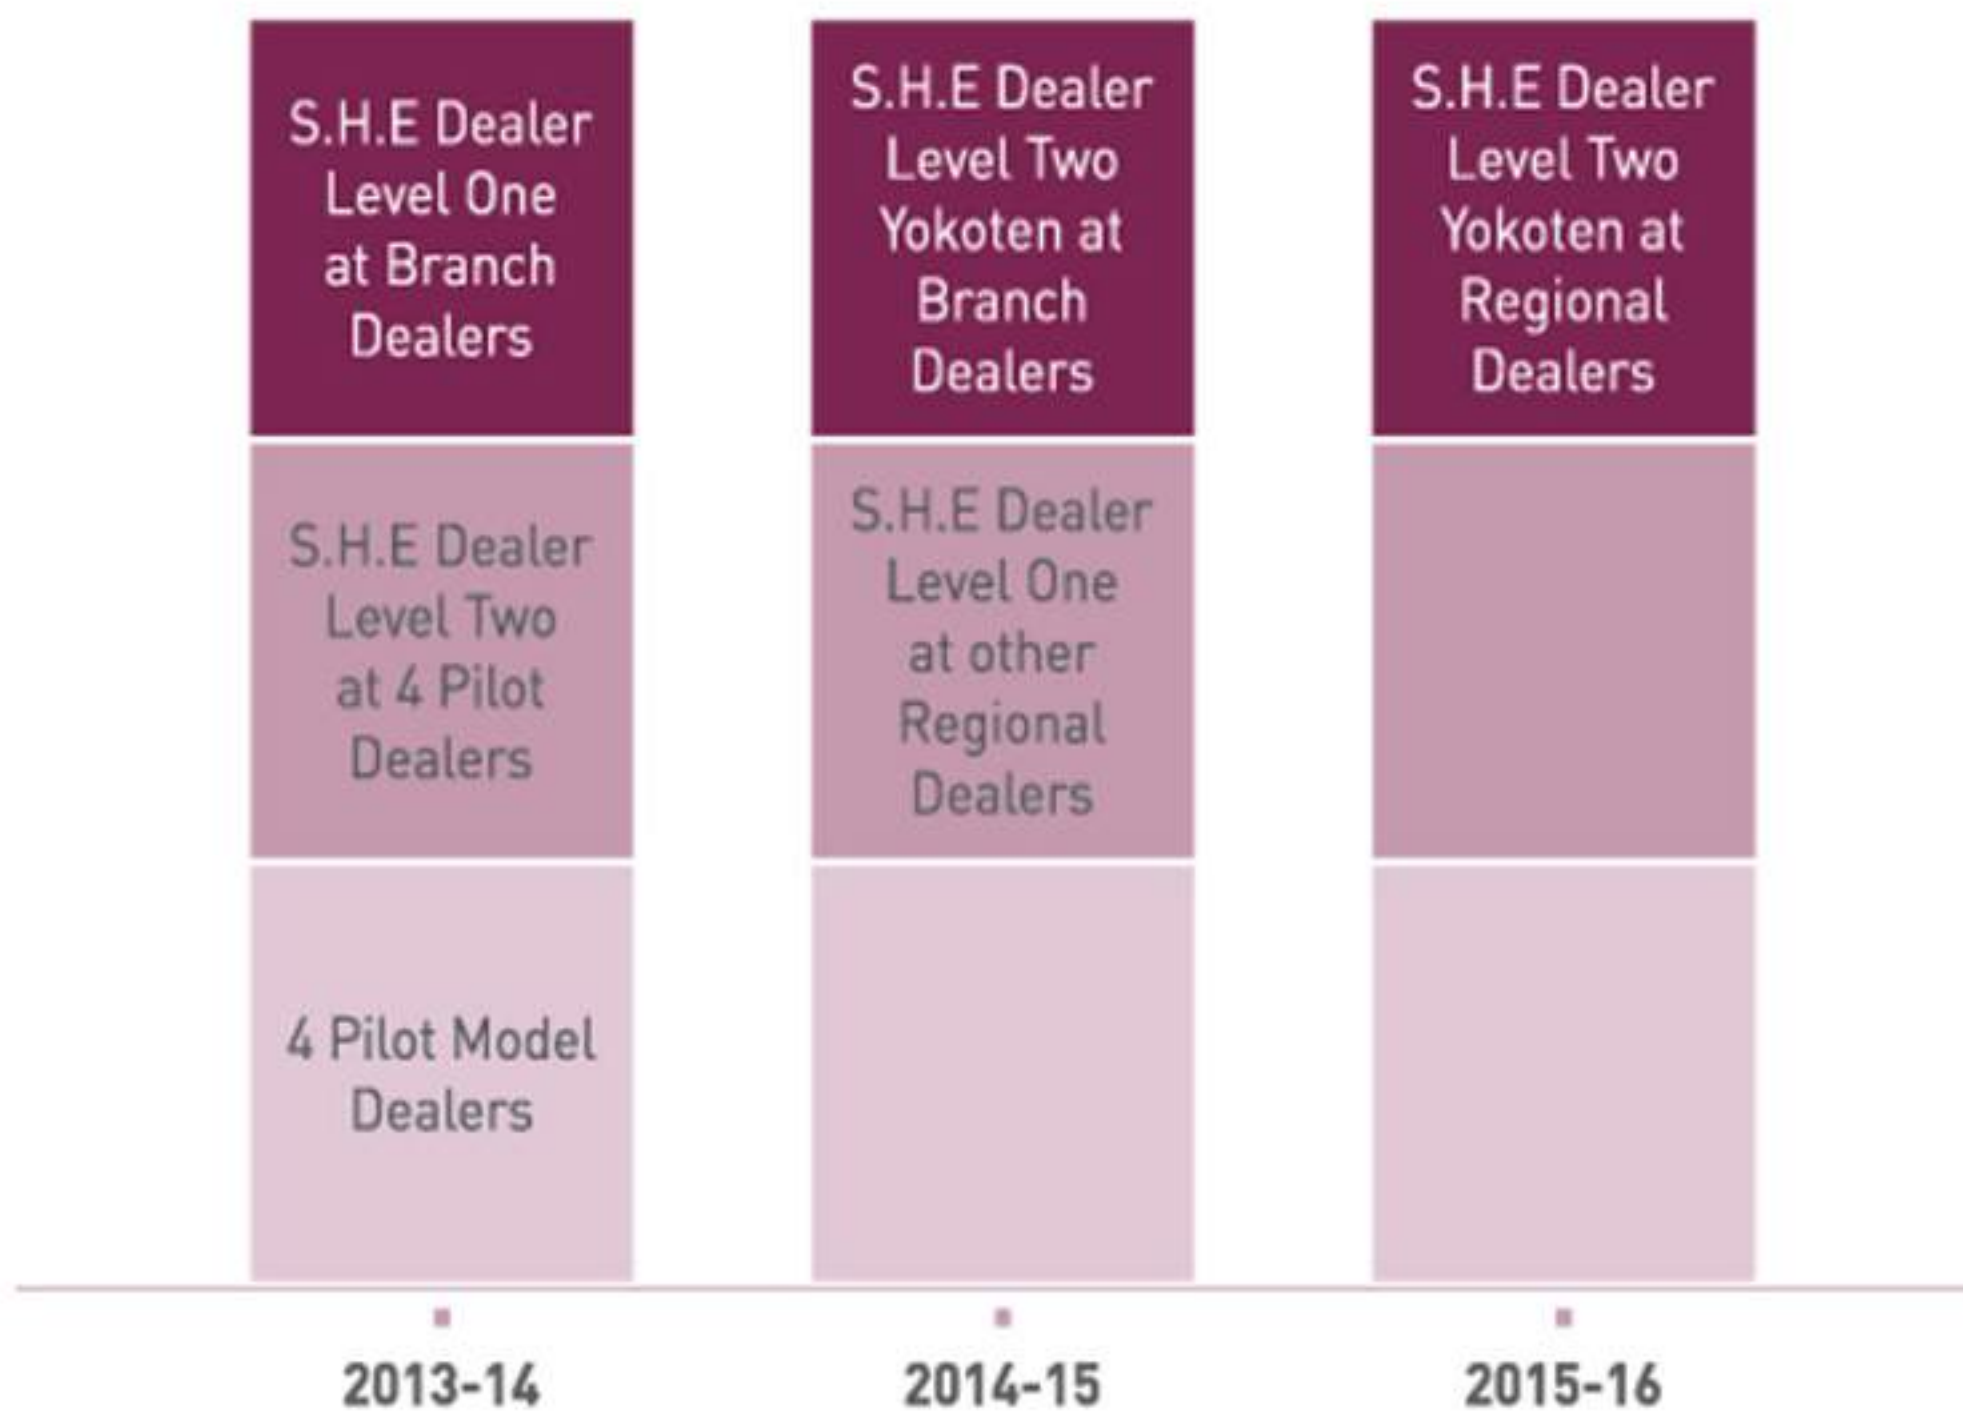 S.H.E Dealer
Level One
at Branch
Dealers
S.H.E Dealer
Level Two
at 4 Pilot
Dealers
4 Pilot Model
Dealers
2013-14
S.H.E Dealer
Level Two
Yokoten at
Branch
Dealers
S.H.E Dealer
Level One
at other
Regional
Dealers
2014-15
S.H.E Dealer
Level Two
Yokoten at
Regional
Dealers
2015-16